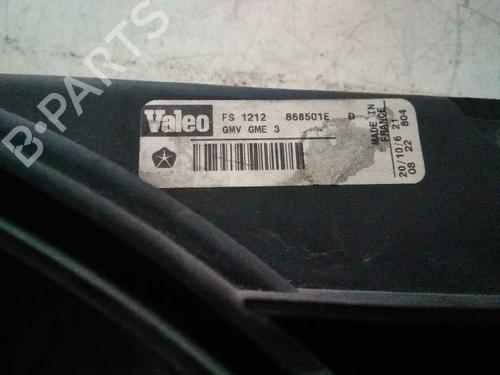 B-PARTS
Valeo
FS 1212 868501E D
GMV GME 3
MADE IN
FRANCE
20/10/6 21
08 22 804